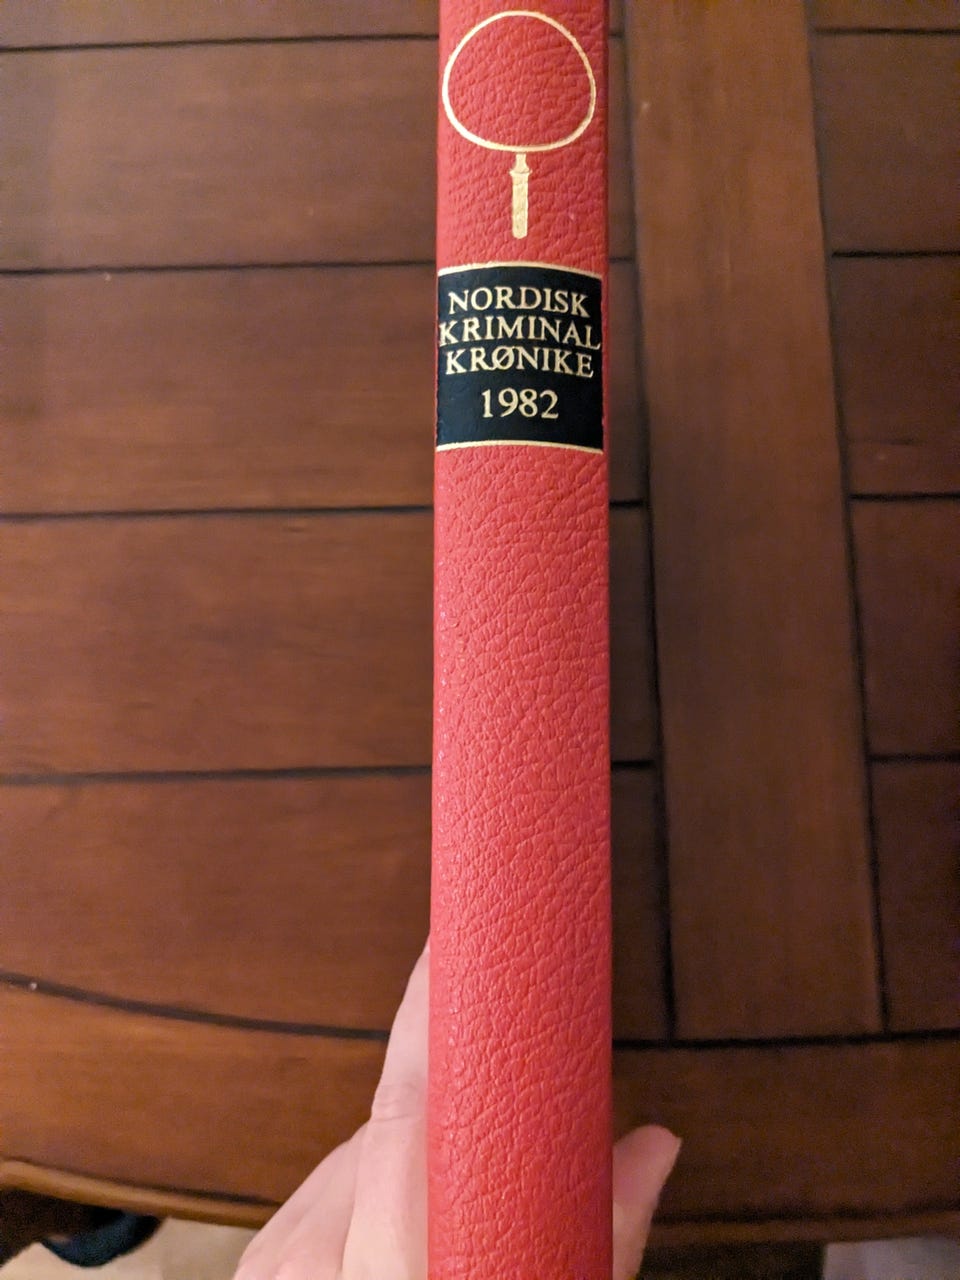 NORDISK
KRIMINAL
KRØNIKE
1982